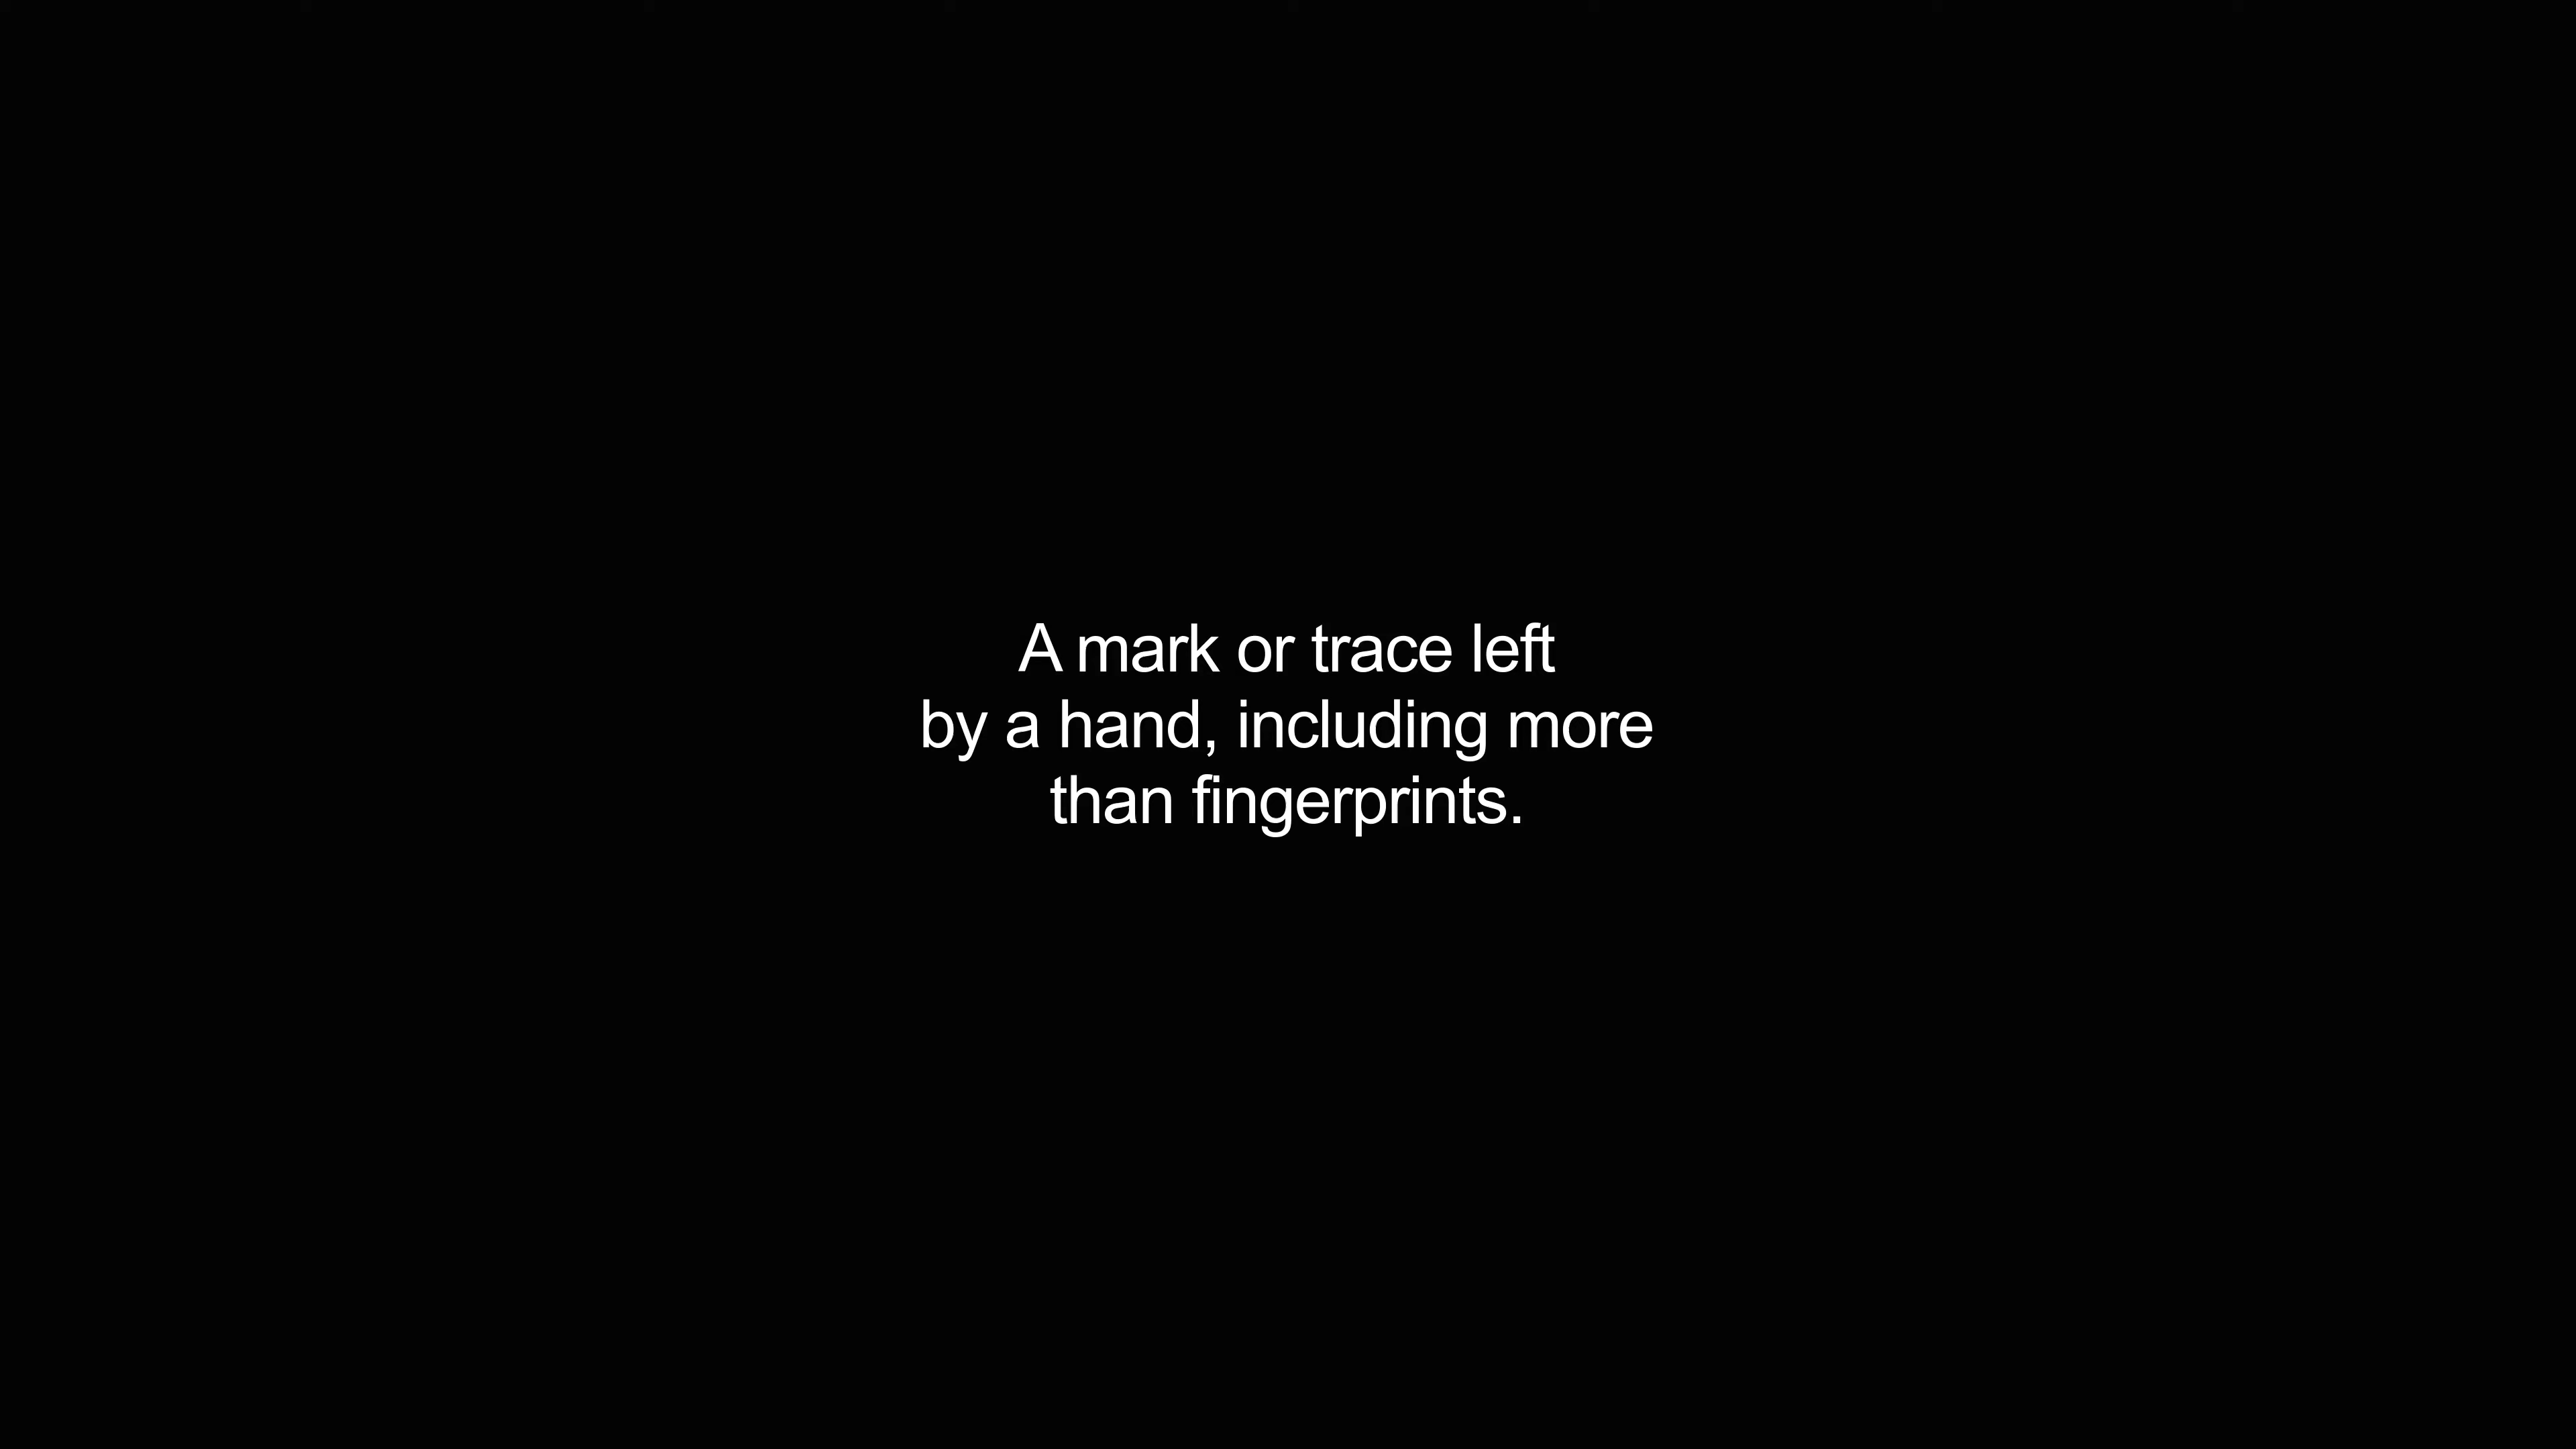 A mark or trace left
by a hand, including more
than fingerprints.